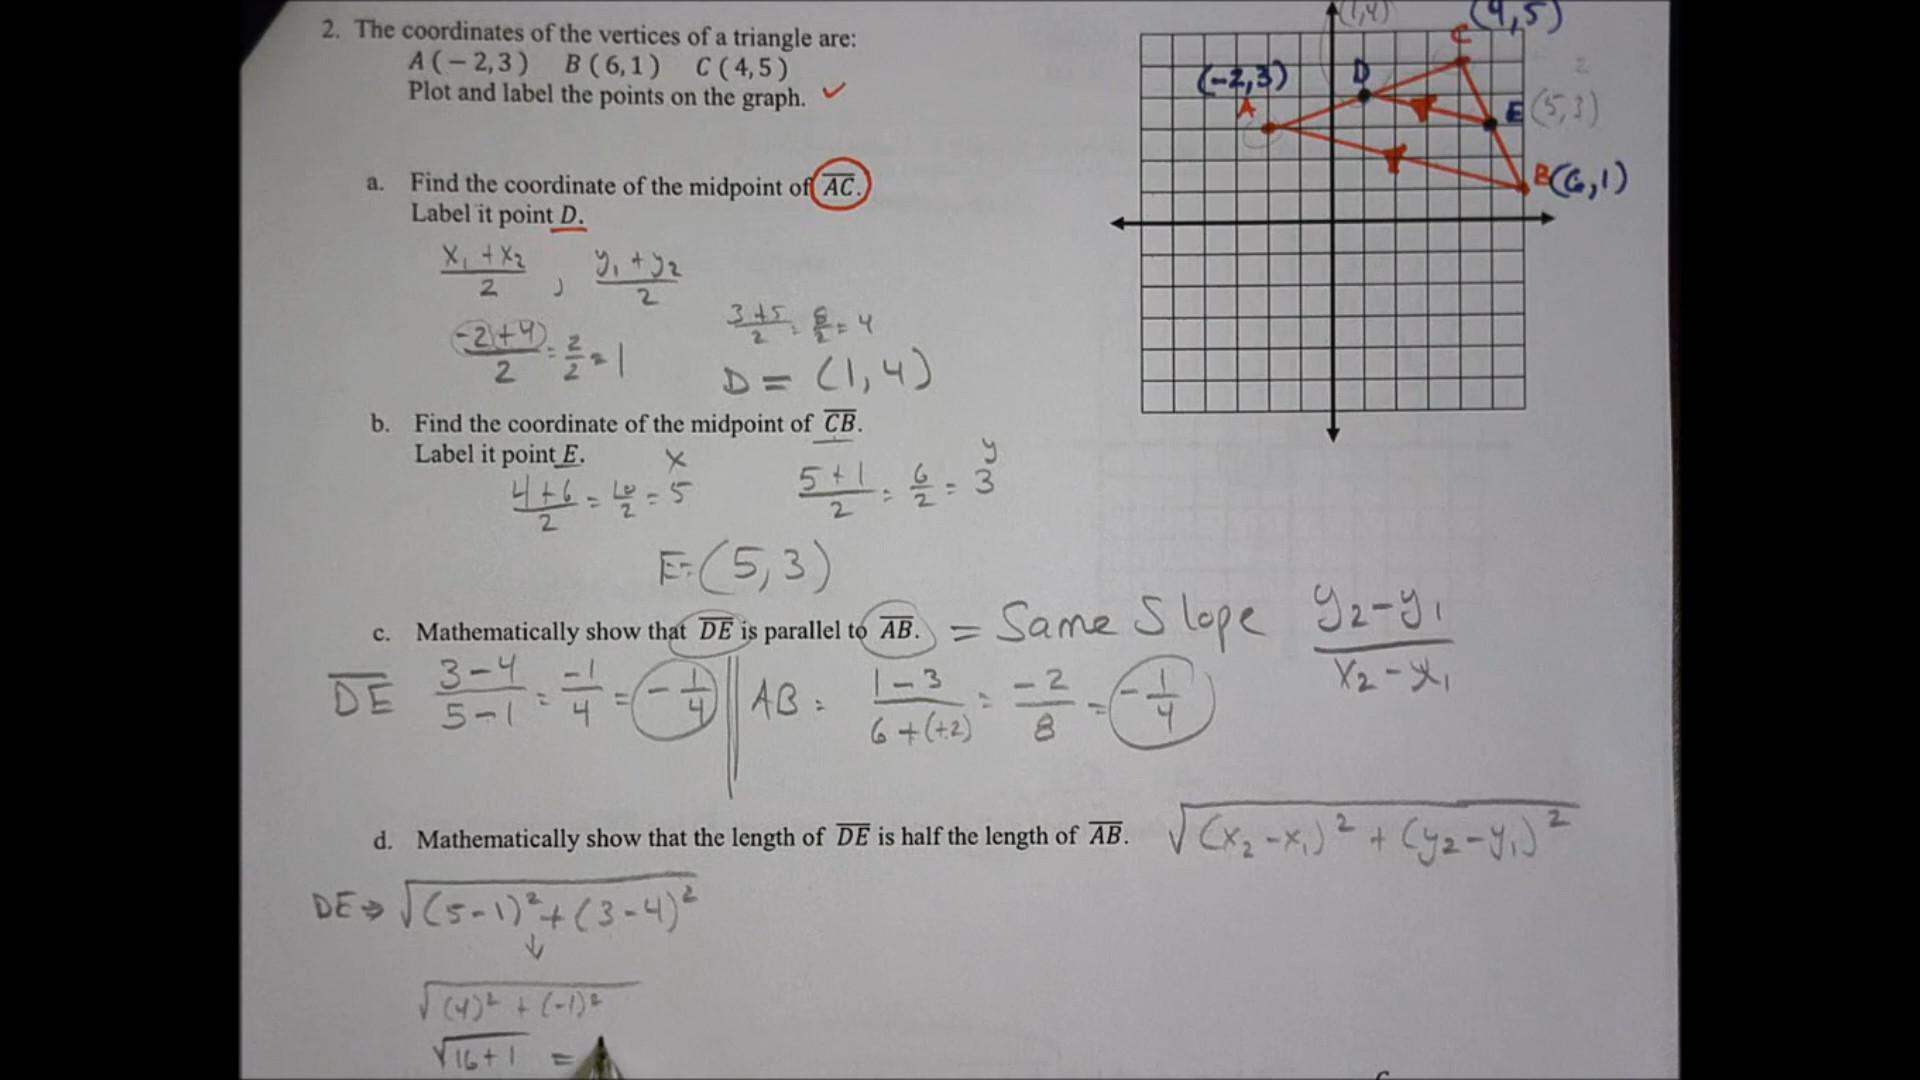 2. The coordinates of the vertices of a triangle are:
A(−2,3) B(6,1) C(4,5)
Plot and label the points on the graph. ✓
(1,4)
(4,5)
C
(-2,3)
D
2
A
E (5,3)
B(6,1)
a. Find the coordinate of the midpoint of AC.
Label it point D.
x₁ + x₂ / 2 , y₁ + y₂ / 2
-2+4 / 2 = 2/2 = 1
3+5 / 2 = 8/2 = 4
D = (1,4)
b. Find the coordinate of the midpoint of CB.
Label it point E.
x
y
4+6 / 2 = 10/2 = 5
5+1 / 2 = 6/2 = 3
E = (5,3)
c. Mathematically show that DE is parallel to AB. = Same Slope y₂-y₁ / x₂-x₁
DE 3-4 / 5-1 = -1/4 = -1/4 || AB = 1-3 / 6+(+2) = -2/8 = -1/4
d. Mathematically show that the length of DE is half the length of AB. √(x₂-x₁)² + (y₂-y₁)²
DE ⇒ √(5-1)² + (3-4)²
↓
√(4)² + (-1)²
√16+1 =